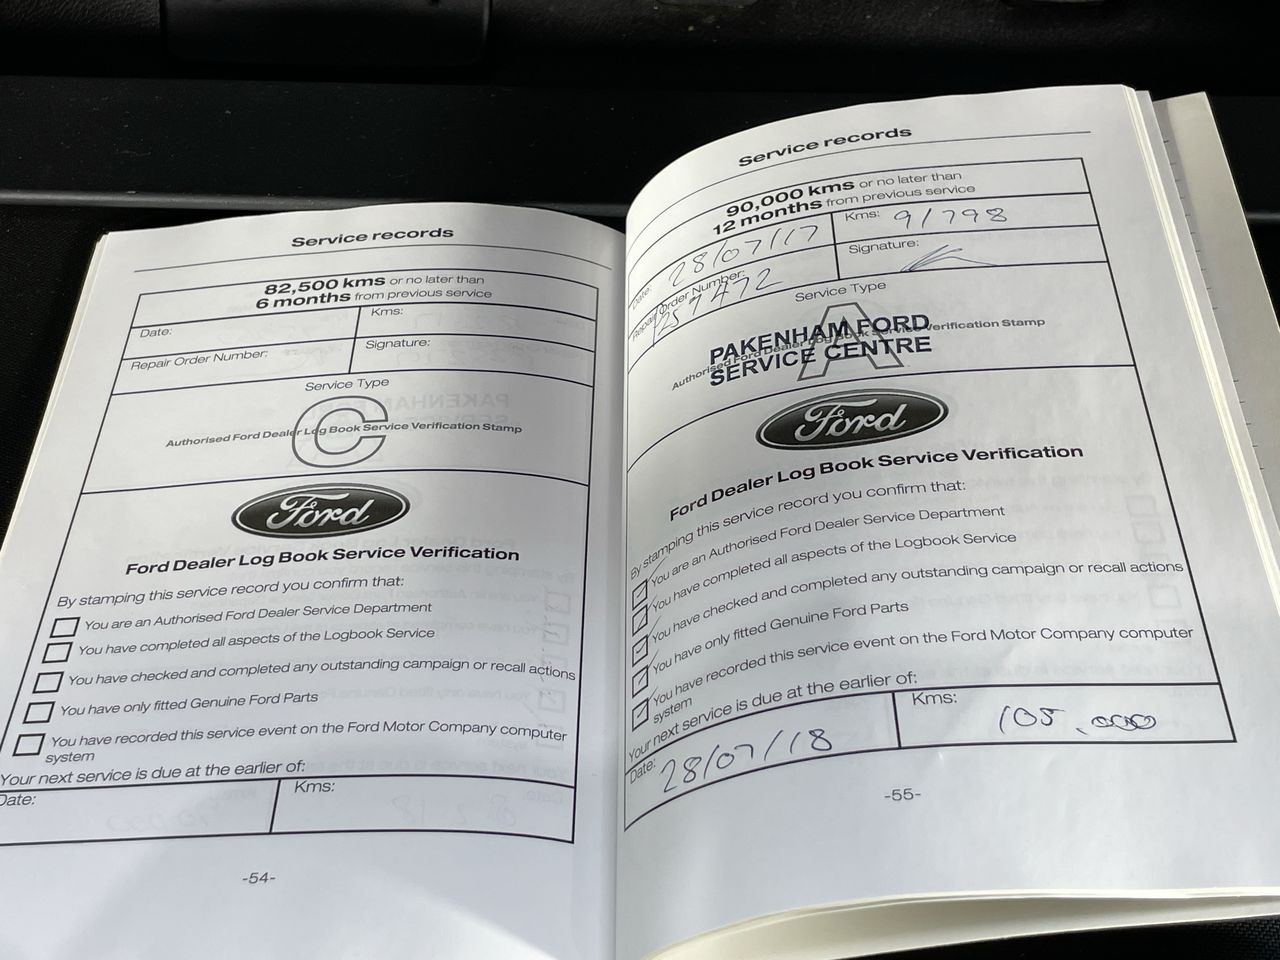 Service records
82,500 kms or no later than
6 months from previous service
Date:
Kms:
Repair Order Number:
Signature:
Service Type
C
Authorised Ford Dealer Log Book Service Verification Stamp
Ford
Ford Dealer Log Book Service Verification
By stamping this service record you confirm that:
You are an Authorised Ford Dealer Service Department
You have completed all aspects of the Logbook Service
You have checked and completed any outstanding campaign or recall actions
You have only fitted Genuine Ford Parts
You have recorded this service event on the Ford Motor Company computer
system
Your next service is due at the earlier of:
Date:
Kms:
-54-
Service records
90,000 kms or no later than
12 months from previous service
Date: 28/07/17
Kms: 91798
Repair Order Number:
257472
Signature:
Service Type
A
Authorised Ford Dealer Log Book Service Verification Stamp
PAKENHAM FORD
SERVICE CENTRE
Ford
Ford Dealer Log Book Service Verification
By stamping this service record you confirm that:
You are an Authorised Ford Dealer Service Department
You have completed all aspects of the Logbook Service
You have checked and completed any outstanding campaign or recall actions
You have only fitted Genuine Ford Parts
You have recorded this service event on the Ford Motor Company computer
system
Your next service is due at the earlier of:
Date: 28/07/18
Kms: 105.000
-55-